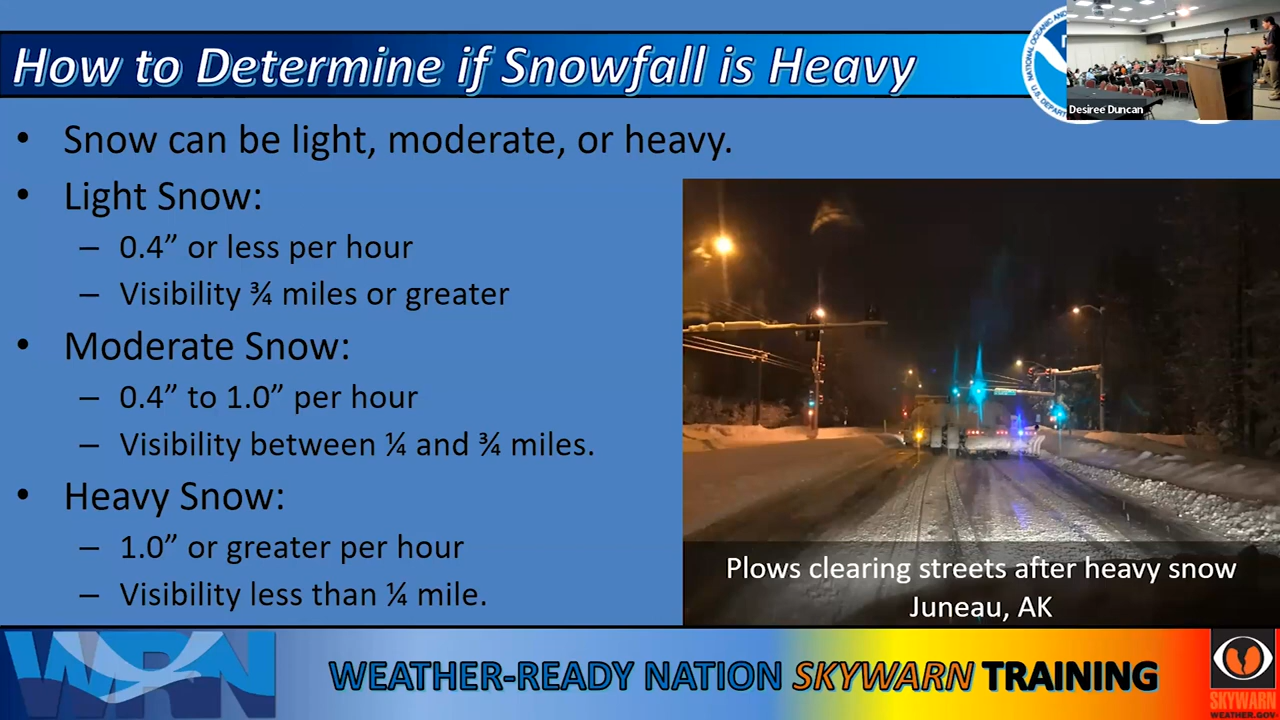 How to Determine if Snowfall is Heavy
NATIONAL OCEANIC AND
U.S. DEPART
Desiree Duncan
• Snow can be light, moderate, or heavy.
• Light Snow:
– 0.4” or less per hour
– Visibility ¾ miles or greater
• Moderate Snow:
– 0.4” to 1.0” per hour
– Visibility between ¼ and ¾ miles.
• Heavy Snow:
– 1.0” or greater per hour
– Visibility less than ¼ mile.
Plows clearing streets after heavy snow
Juneau, AK
WRN
WEATHER-READY NATION SKYWARN TRAINING
SKYWARN
WEATHER.GOV